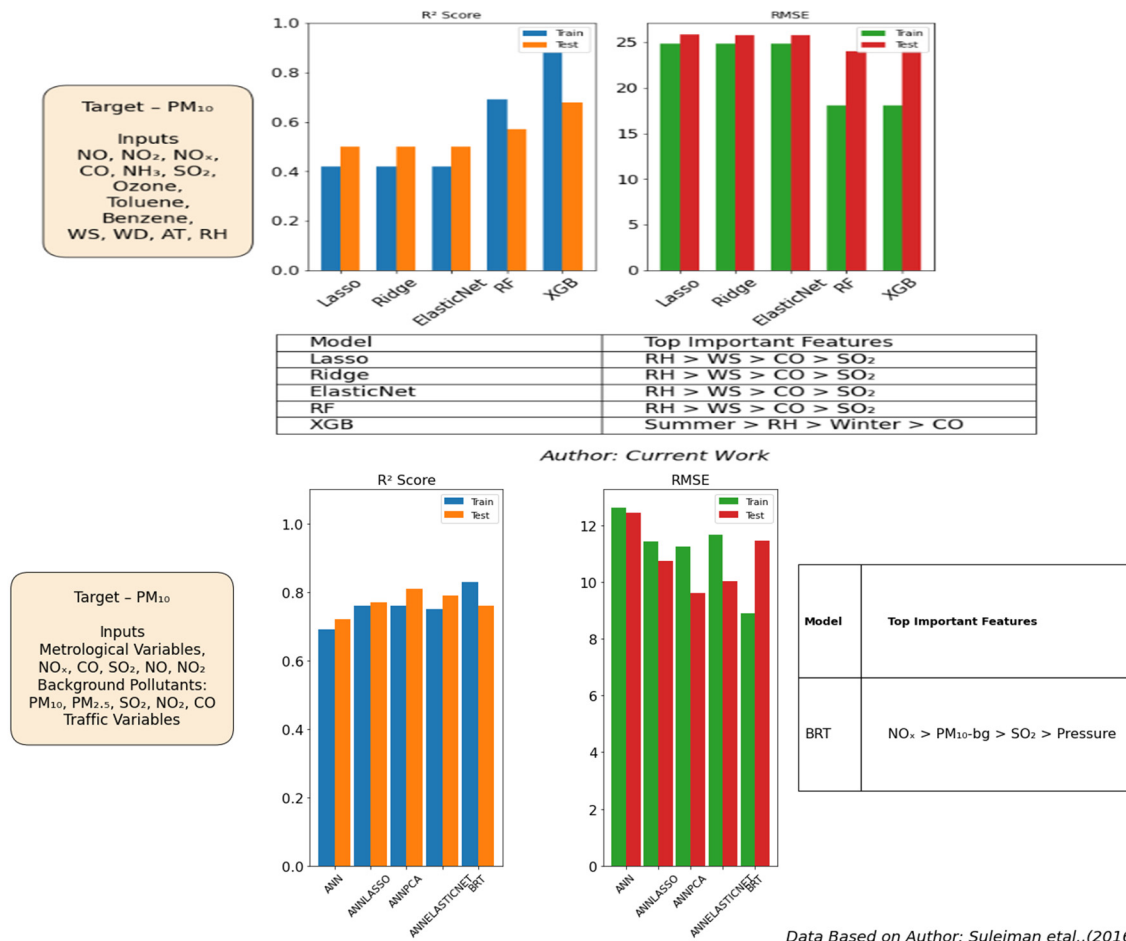 R² Score
RMSE
Target – PM₁₀
Inputs
NO, NO₂, NOₓ,
CO, NH₃, SO₂,
Ozone,
Toluene,
Benzene,
WS, WD, AT, RH
1.0
0.8
0.6
0.4
0.2
0.0
Train
Test
Lasso
Ridge
ElasticNet
RF
XGB
25
20
15
10
5
0
Train
Test
Lasso
Ridge
ElasticNet
RF
XGB
Model Top Important Features
Lasso RH > WS > CO > SO₂
Ridge RH > WS > CO > SO₂
ElasticNet RH > WS > CO > SO₂
RF RH > WS > CO > SO₂
XGB Summer > RH > Winter > CO
Author: Current Work
R² Score
RMSE
Target – PM₁₀
Inputs
Metrological Variables,
NOₓ, CO, SO₂, NO, NO₂
Background Pollutants:
PM₁₀, PM₂.₅, SO₂, NO₂, CO
Traffic Variables
1.0
0.8
0.6
0.4
0.2
0.0
Train
Test
ANN
ANNLASSO
ANNPCA
ANNELASTICNET
BRT
12
10
8
6
4
2
0
Train
Test
ANN
ANNLASSO
ANNPCA
ANNELASTICNET
BRT
Model Top Important Features
BRT NOₓ > PM₁₀-bg > SO₂ > Pressure
Data Based on Author: Suleiman etal.,(2016